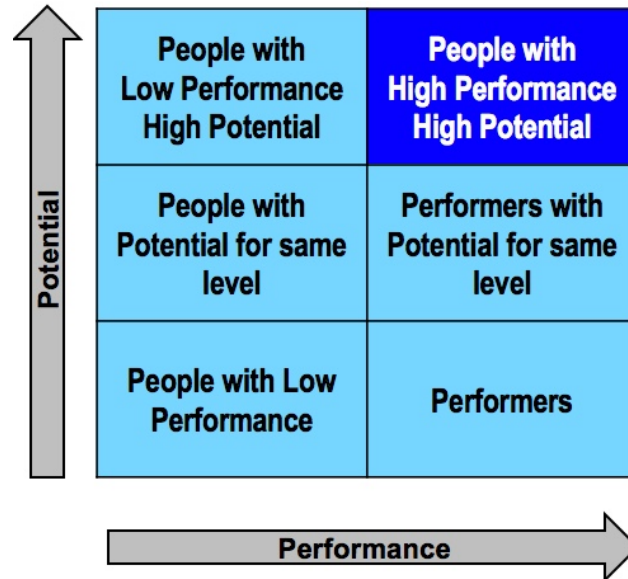 People with
Low Performance
High Potential
People with
High Performance
High Potential
Potential
People with
Potential for same
level
Performers with
Potential for same
level
People with Low
Performance
Performers
Performance